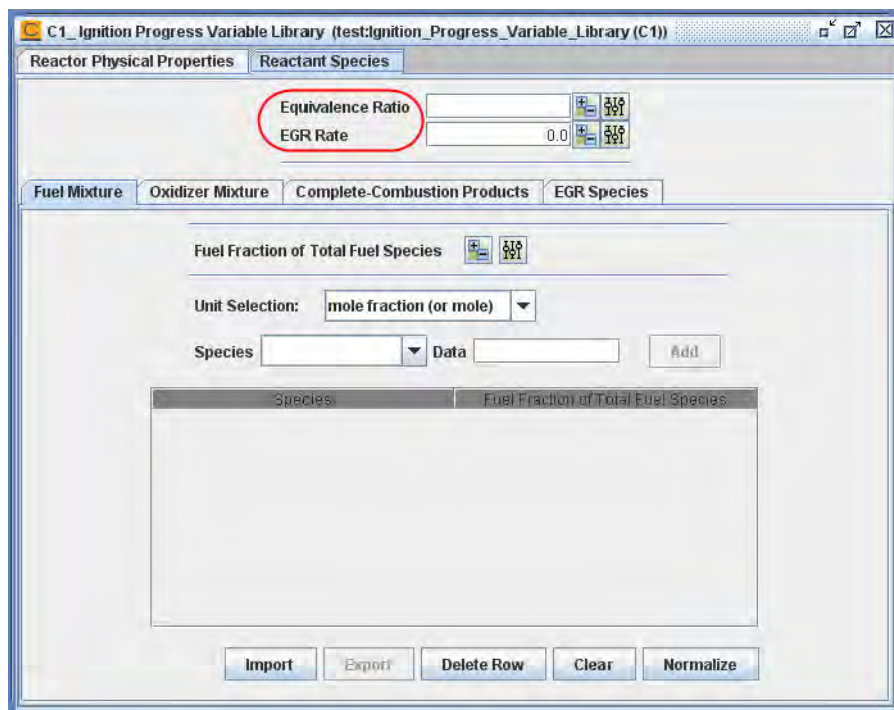 C1_ Ignition Progress Variable Library (test:Ignition_Progress_Variable_Library (C1))
Reactor Physical Properties Reactant Species
Equivalence Ratio
EGR Rate 0.0
Fuel Mixture Oxidizer Mixture Complete-Combustion Products EGR Species
Fuel Fraction of Total Fuel Species
Unit Selection: mole fraction (or mole)
Species Data Add
Species Fuel Fraction of Total Fuel Species
Import Export Delete Row Clear Normalize